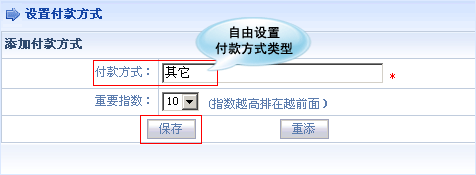 设置付款方式
自由设置
付款方式类型
添加付款方式
付款方式： 其它 *
重要指数： 10 (指数越高排在越前面)
保存 重添